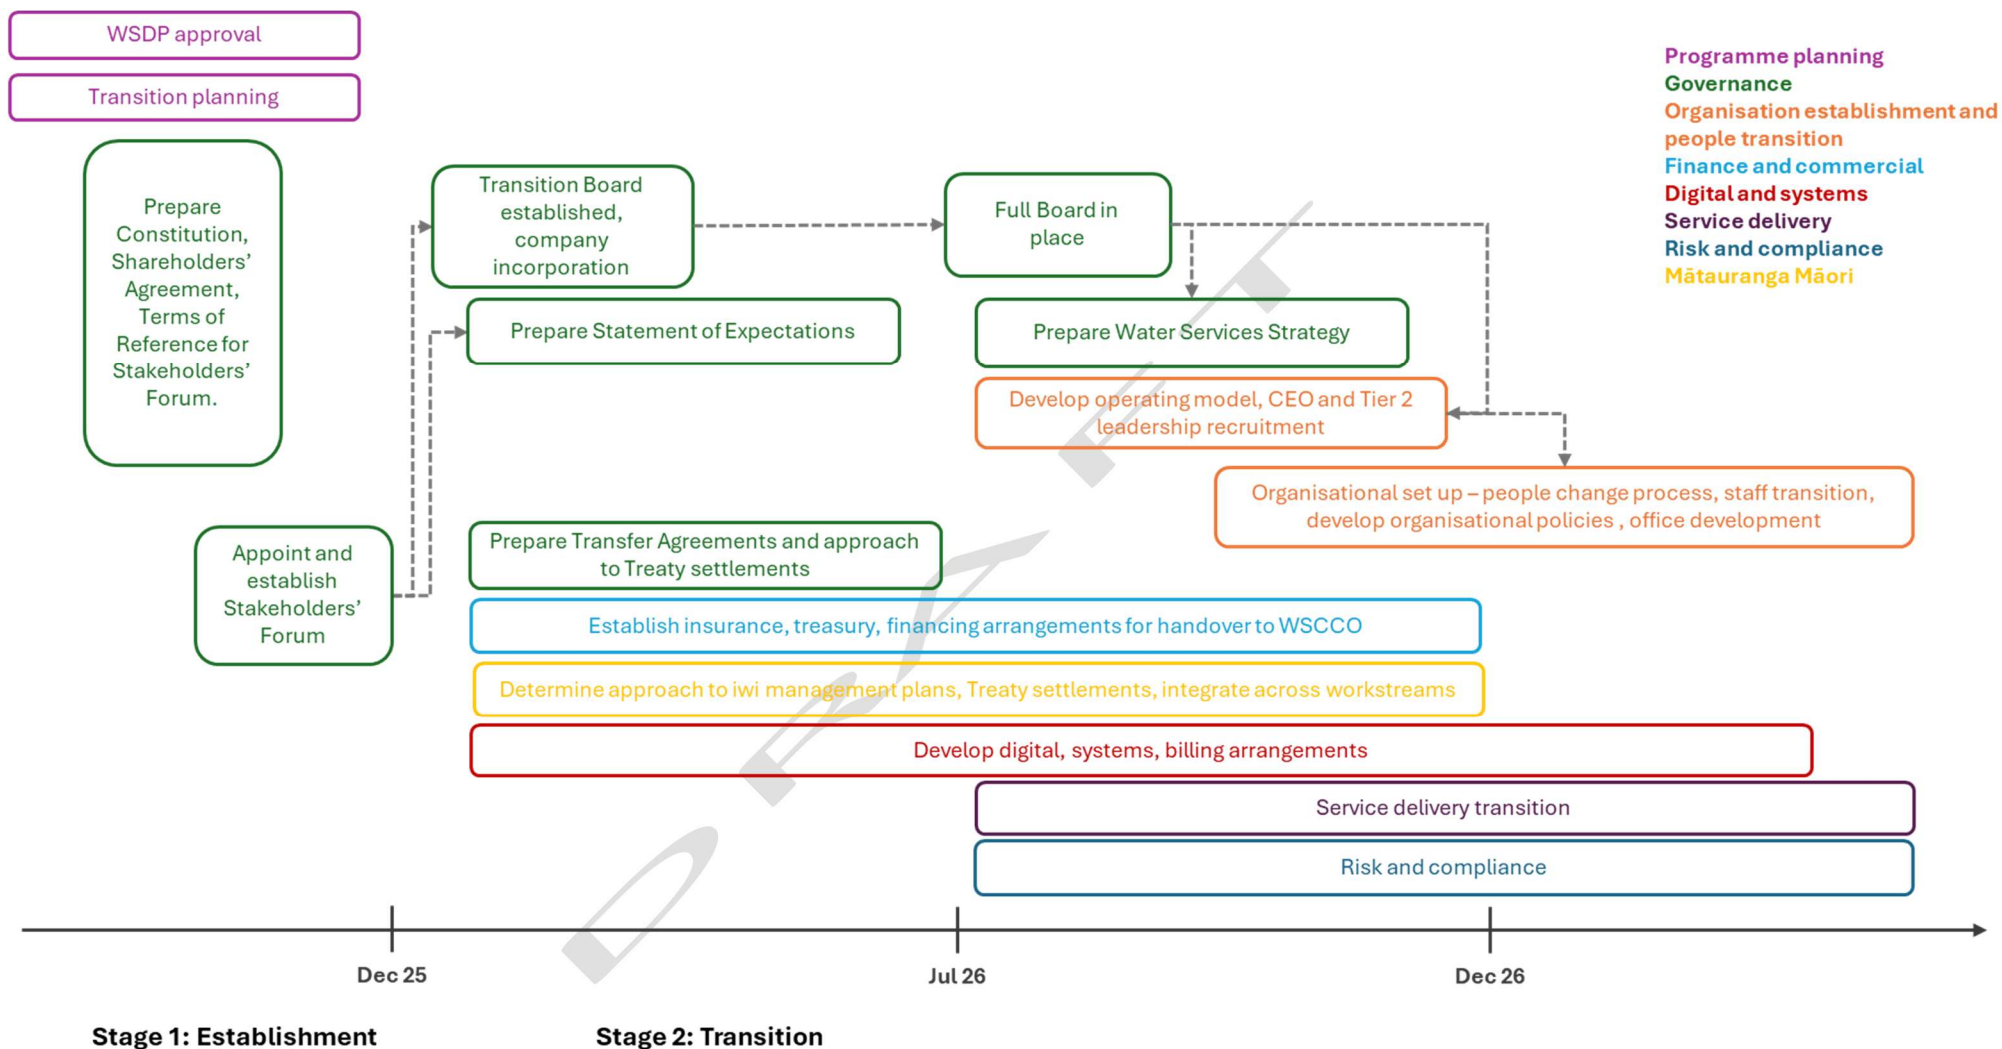 WSDP approval
Transition planning
Prepare
Constitution,
Shareholders’
Agreement,
Terms of
Reference for
Stakeholders’
Forum.
Appoint and
establish
Stakeholders’
Forum
Transition Board
established,
company
incorporation
Full Board in
place
Prepare Statement of Expectations
Prepare Water Services Strategy
Develop operating model, CEO and Tier 2
leadership recruitment
Organisational set up – people change process, staff transition,
develop organisational policies , office development
Prepare Transfer Agreements and approach
to Treaty settlements
Establish insurance, treasury, financing arrangements for handover to WSCCO
Determine approach to iwi management plans, Treaty settlements, integrate across workstreams
Develop digital, systems, billing arrangements
Service delivery transition
Risk and compliance
Programme planning
Governance
Organisation establishment and
people transition
Finance and commercial
Digital and systems
Service delivery
Risk and compliance
Mātauranga Māori
DRAFT
Dec 25
Jul 26
Dec 26
Stage 1: Establishment
Stage 2: Transition